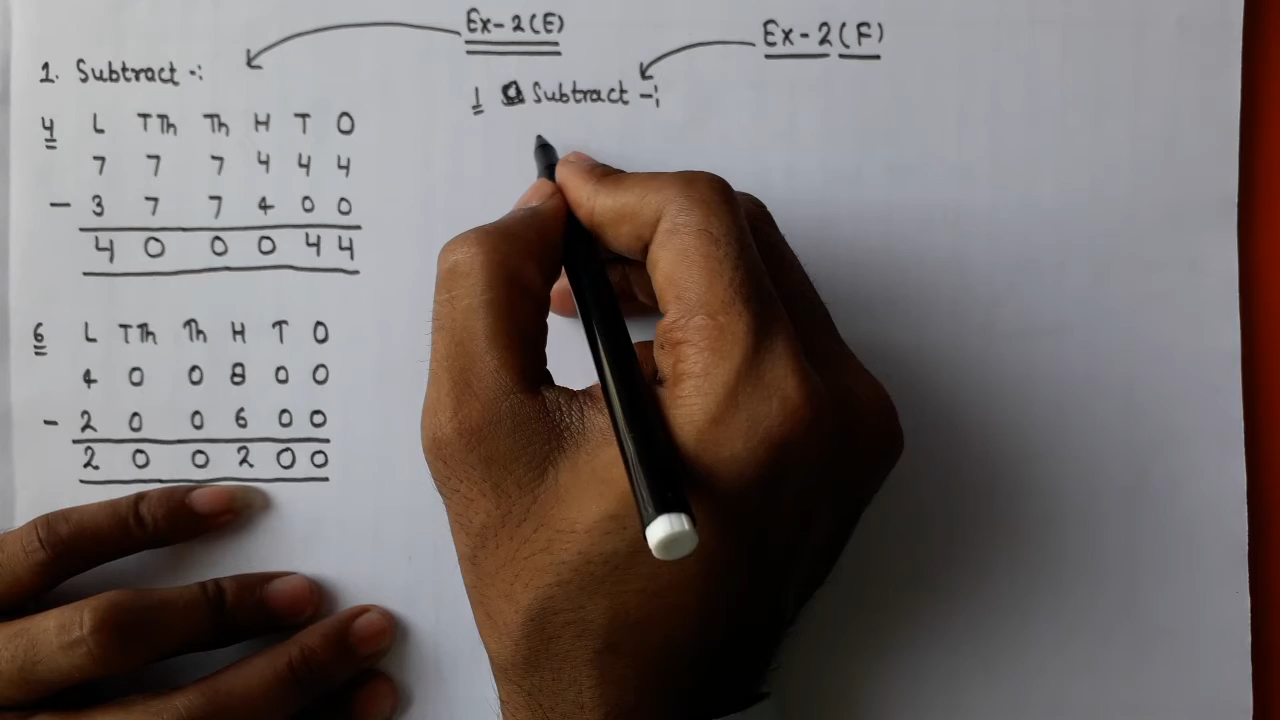 Ex-2(E)
1. Subtract -:
4 L TTh Th H T O
7 7 7 4 4 4
- 3 7 7 4 0 0
4 0 0 0 4 4
6 L TTh Th H T O
4 0 0 8 0 0
- 2 0 0 6 0 0
2 0 0 2 0 0
Ex-2(F)
1 Subtract -: